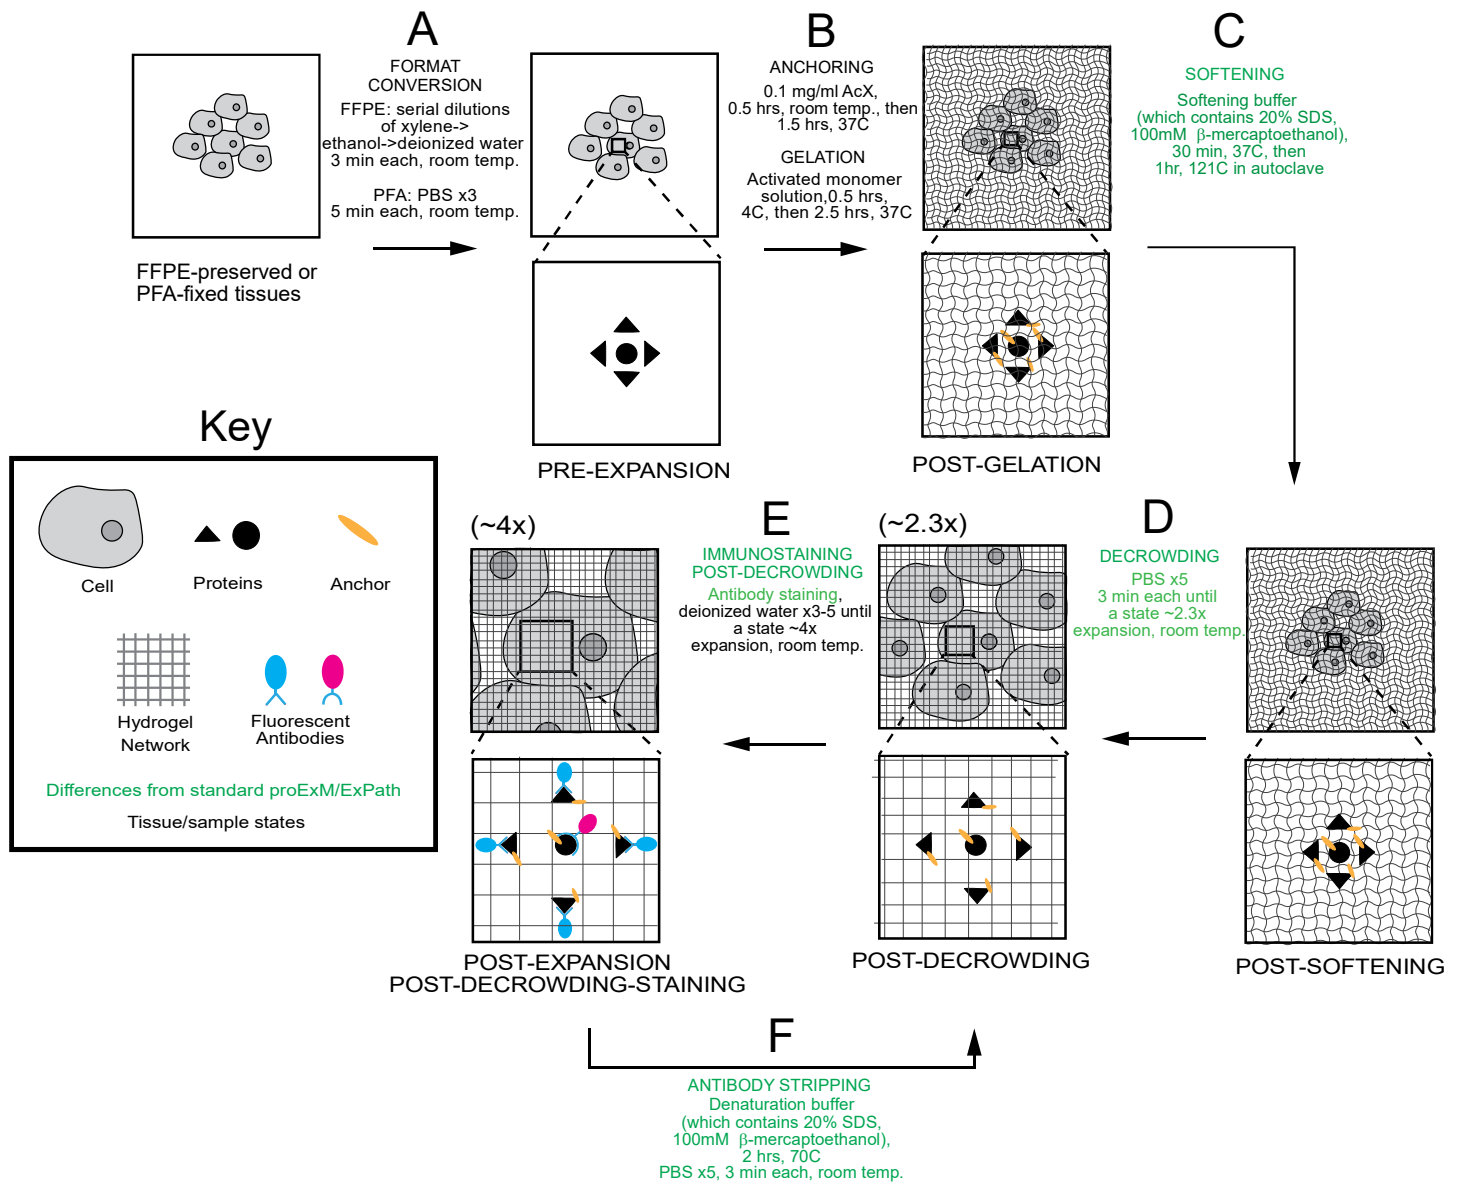 A
FORMAT
CONVERSION
FFPE: serial dilutions
of xylene->
ethanol->deionized water
3 min each, room temp.
PFA: PBS x3
5 min each, room temp.
FFPE-preserved or
PFA-fixed tissues
PRE-EXPANSION
B
ANCHORING
0.1 mg/ml AcX,
0.5 hrs, room temp., then
1.5 hrs, 37C
GELATION
Activated monomer
solution,0.5 hrs,
4C, then 2.5 hrs, 37C
POST-GELATION
C
SOFTENING
Softening buffer
(which contains 20% SDS,
100mM β-mercaptoethanol),
30 min, 37C, then
1hr, 121C in autoclave
POST-SOFTENING
D
DECROWDING
PBS x5
3 min each until
a state ~2.3x
expansion, room temp.
(~2.3x)
POST-DECROWDING
E
IMMUNOSTAINING
POST-DECROWDING
Antibody staining,
deionized water x3-5 until
a state ~4x
expansion, room temp.
(~4x)
POST-EXPANSION
POST-DECROWDING-STAINING
F
ANTIBODY STRIPPING
Denaturation buffer
(which contains 20% SDS,
100mM β-mercaptoethanol),
2 hrs, 70C
PBS x5, 3 min each, room temp.
Key
Cell
Proteins
Anchor
Hydrogel
Network
Fluorescent
Antibodies
Differences from standard proExM/ExPath
Tissue/sample states